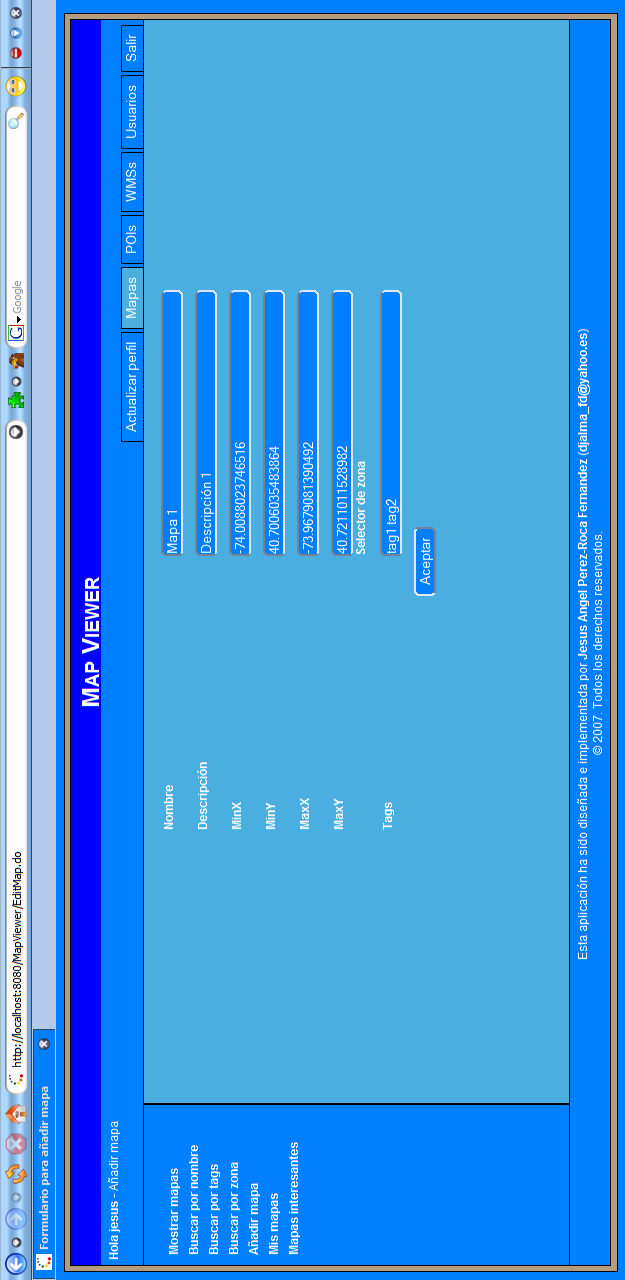 http://localhost:8080/MapViewer/EditMap.do
Google
Formulario para añadir mapa
MAP VIEWER
Hola jesus - Añadir mapa
Actualizar perfil
Mapas
POIs
WMSs
Usuarios
Salir
Mostrar mapas
Buscar por nombre
Buscar por tags
Buscar por zona
Añadir mapa
Mis mapas
Mapas interesantes
Nombre Mapa 1
Descripción Descripción 1
MinX -74.0088023746516
MinY 40.7006035483864
MaxX -73.9679081390492
MaxY 40.7211011528982
Selector de zona
Tags tag1 tag2
Aceptar
Esta aplicación ha sido diseñada e implementada por Jesus Angel Perez-Roca Fernandez (djalma_fd@yahoo.es)
© 2007. Todos los derechos reservados.